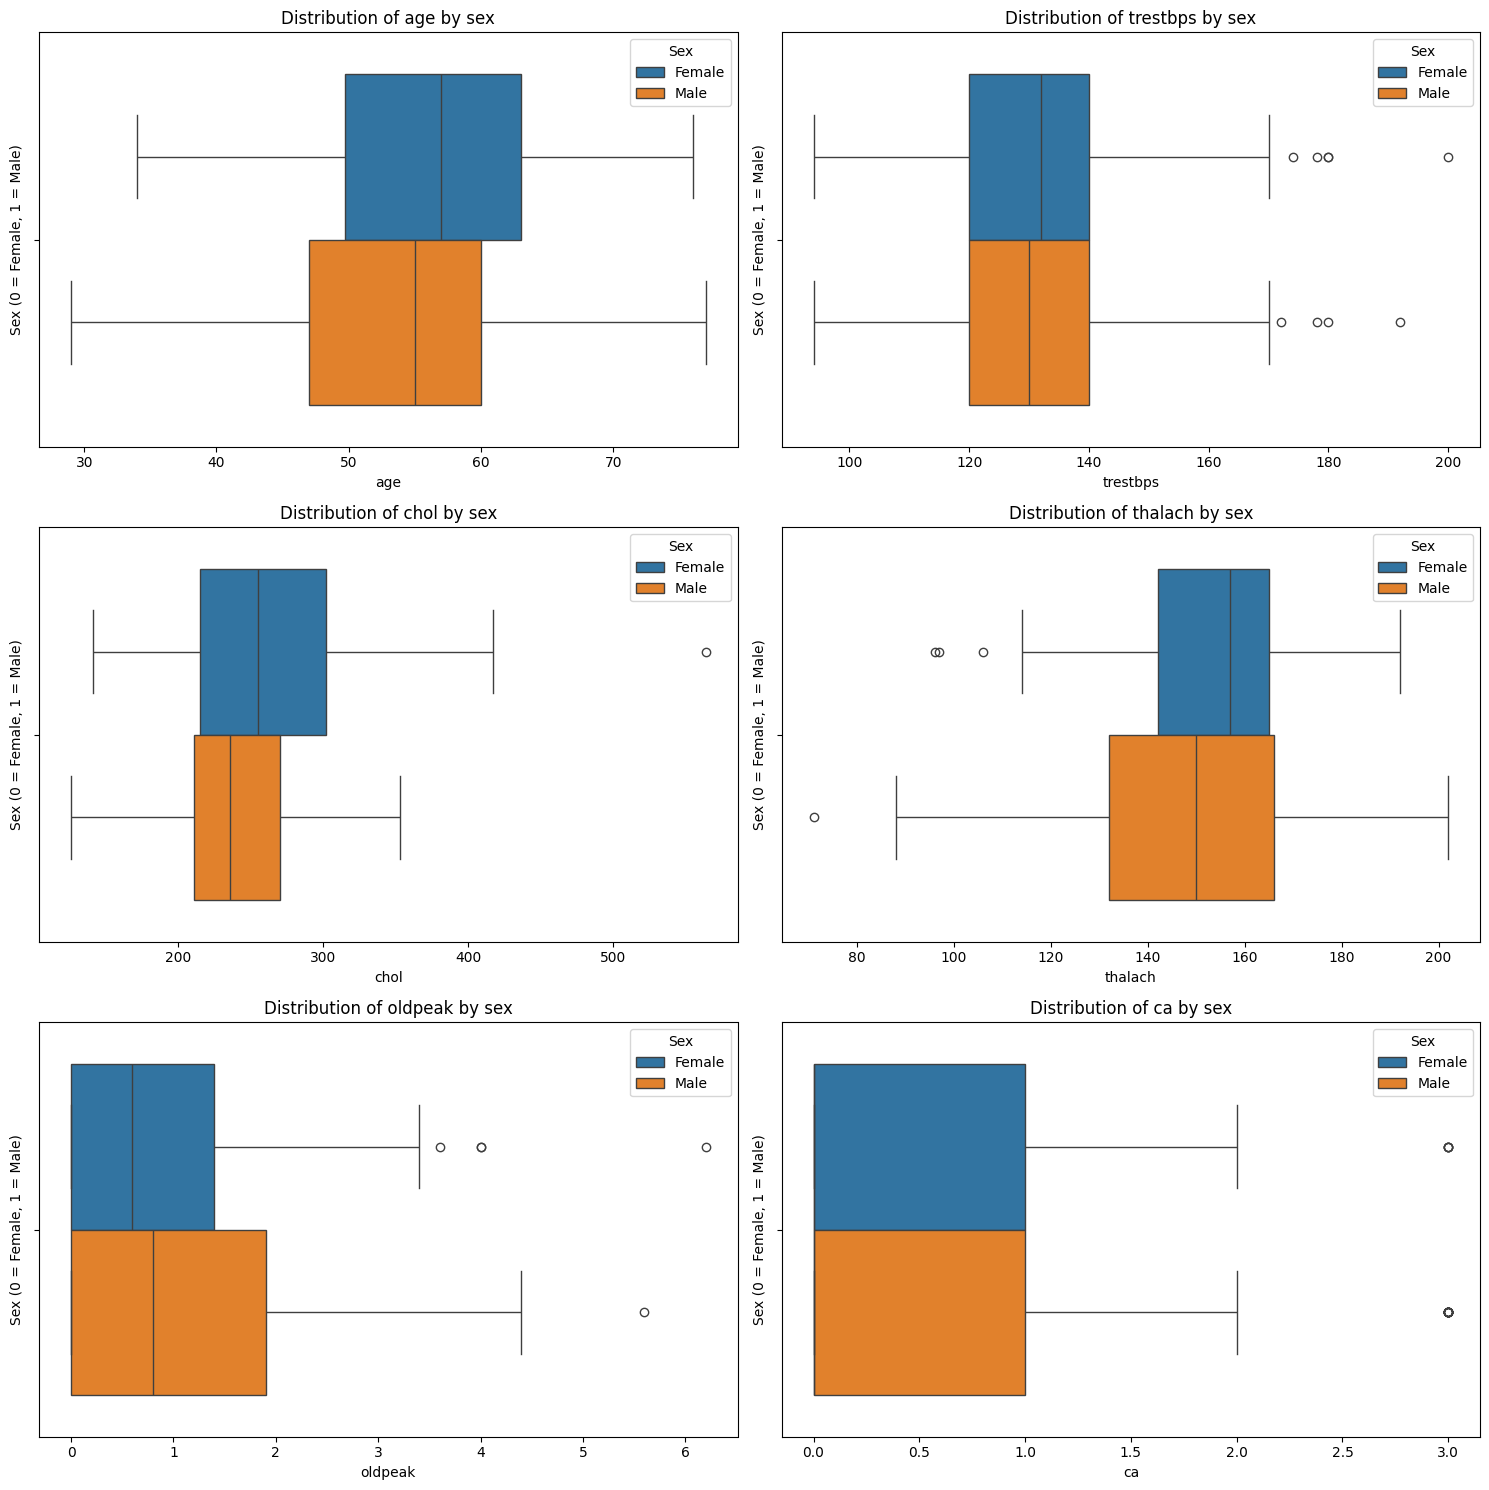 Distribution of age by sex
Sex (0 = Female, 1 = Male)
Sex
Female
Male
30 40 50 60 70
age
Distribution of trestbps by sex
Sex (0 = Female, 1 = Male)
Sex
Female
Male
100 120 140 160 180 200
trestbps
Distribution of chol by sex
Sex (0 = Female, 1 = Male)
Sex
Female
Male
200 300 400 500
chol
Distribution of thalach by sex
Sex (0 = Female, 1 = Male)
Sex
Female
Male
80 100 120 140 160 180 200
thalach
Distribution of oldpeak by sex
Sex (0 = Female, 1 = Male)
Sex
Female
Male
0 1 2 3 4 5 6
oldpeak
Distribution of ca by sex
Sex (0 = Female, 1 = Male)
Sex
Female
Male
0.0 0.5 1.0 1.5 2.0 2.5 3.0
ca